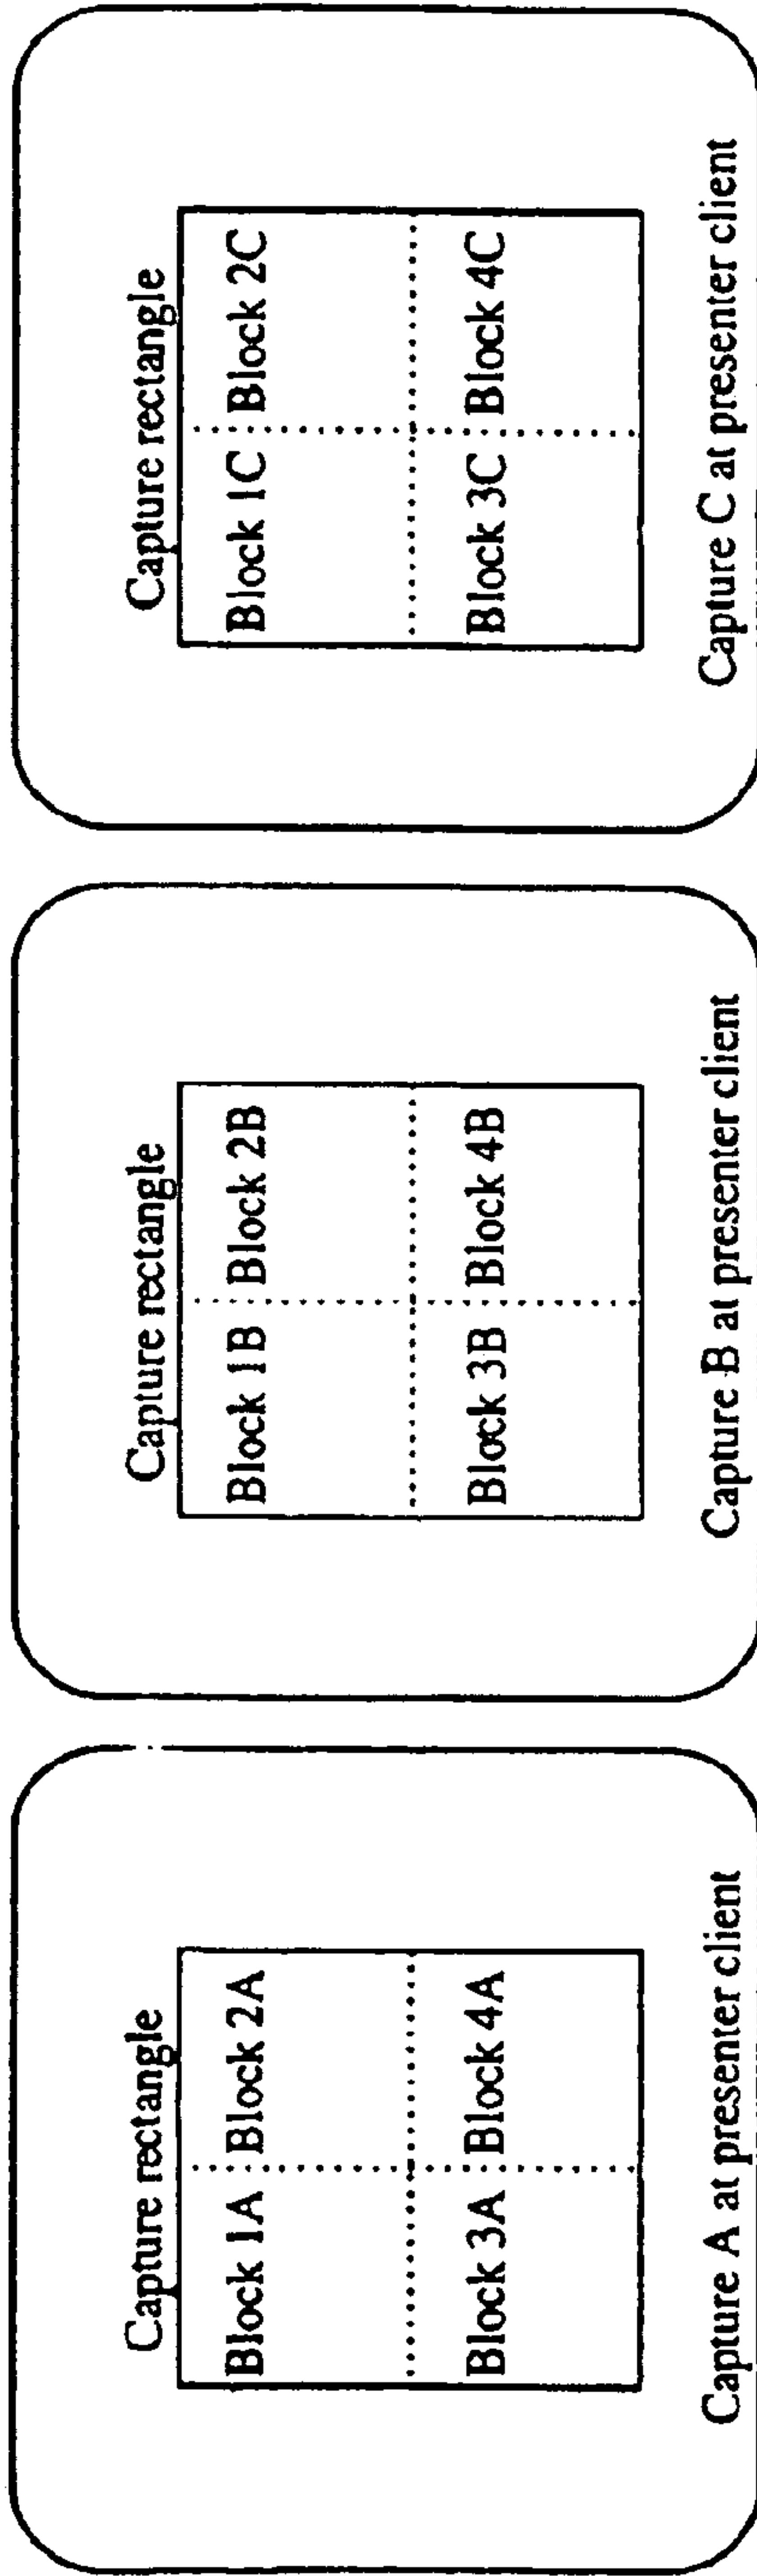 Capture rectangle
Block 1A Block 2A
Block 3A Block 4A
Capture A at presenter client
Capture rectangle
Block 1B Block 2B
Block 3B Block 4B
Capture B at presenter client
Capture rectangle
Block 1C Block 2C
Block 3C Block 4C
Capture C at presenter client